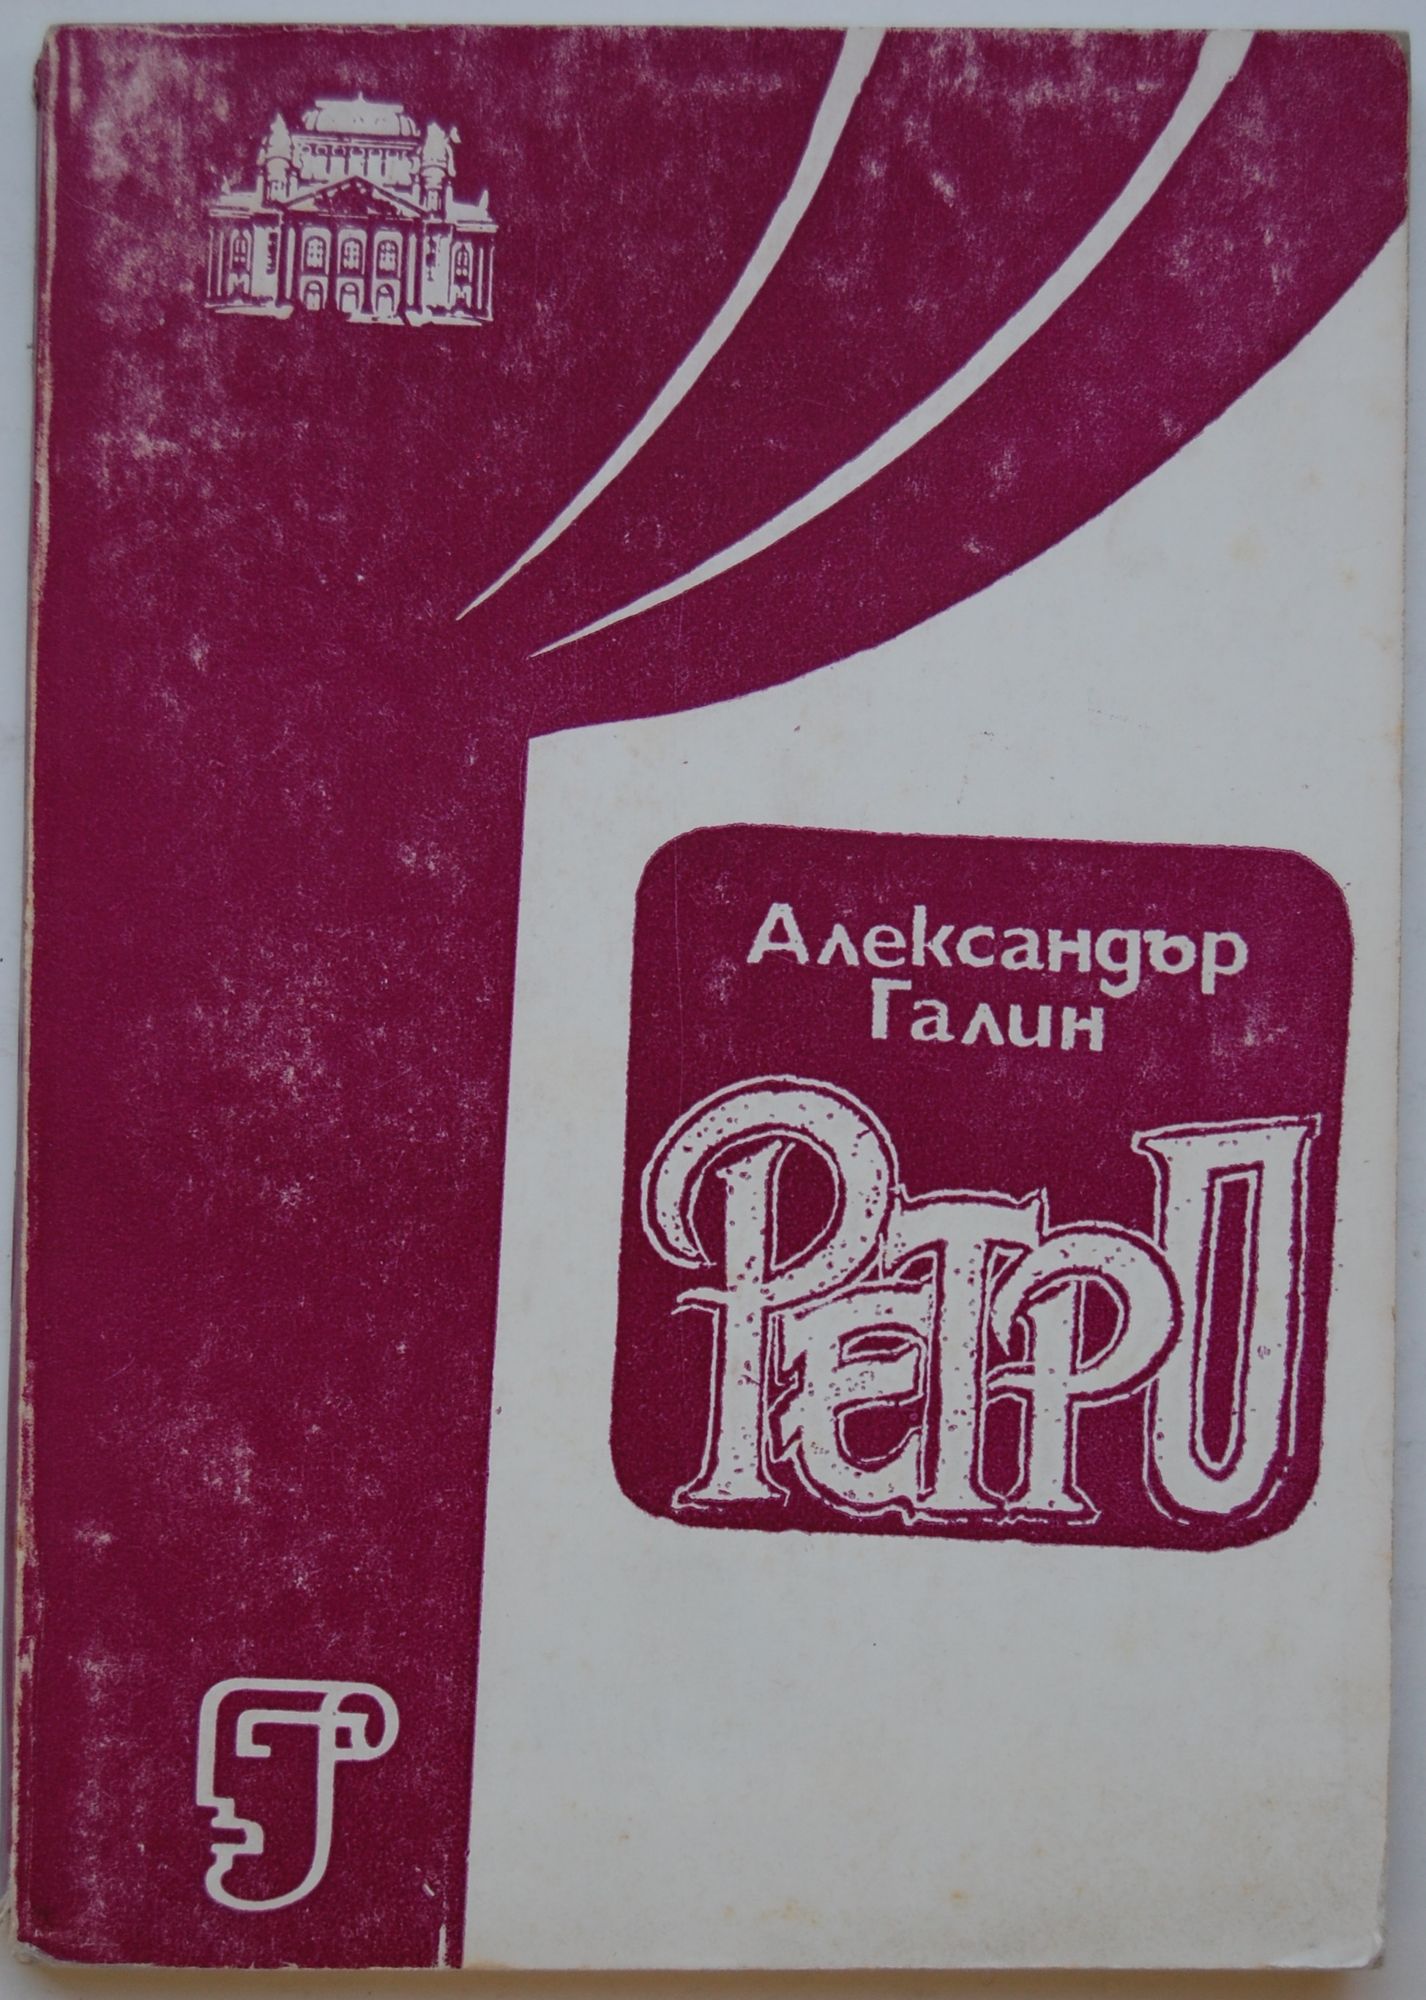 Александър
Галин
Ретро